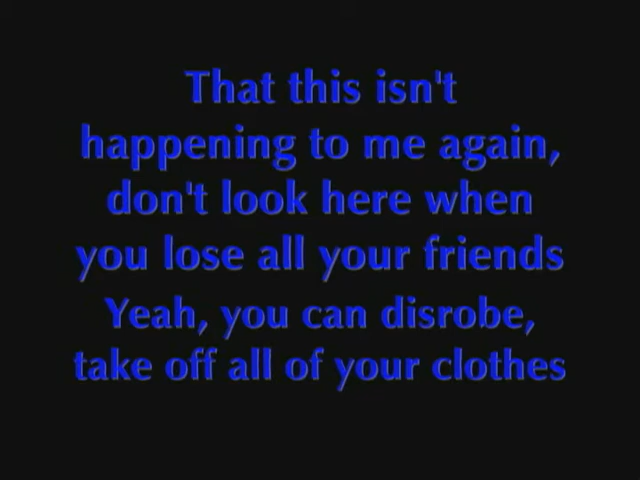 That this isn't
happening to me again,
don't look here when
you lose all your friends
Yeah, you can disrobe,
take off all of your clothes